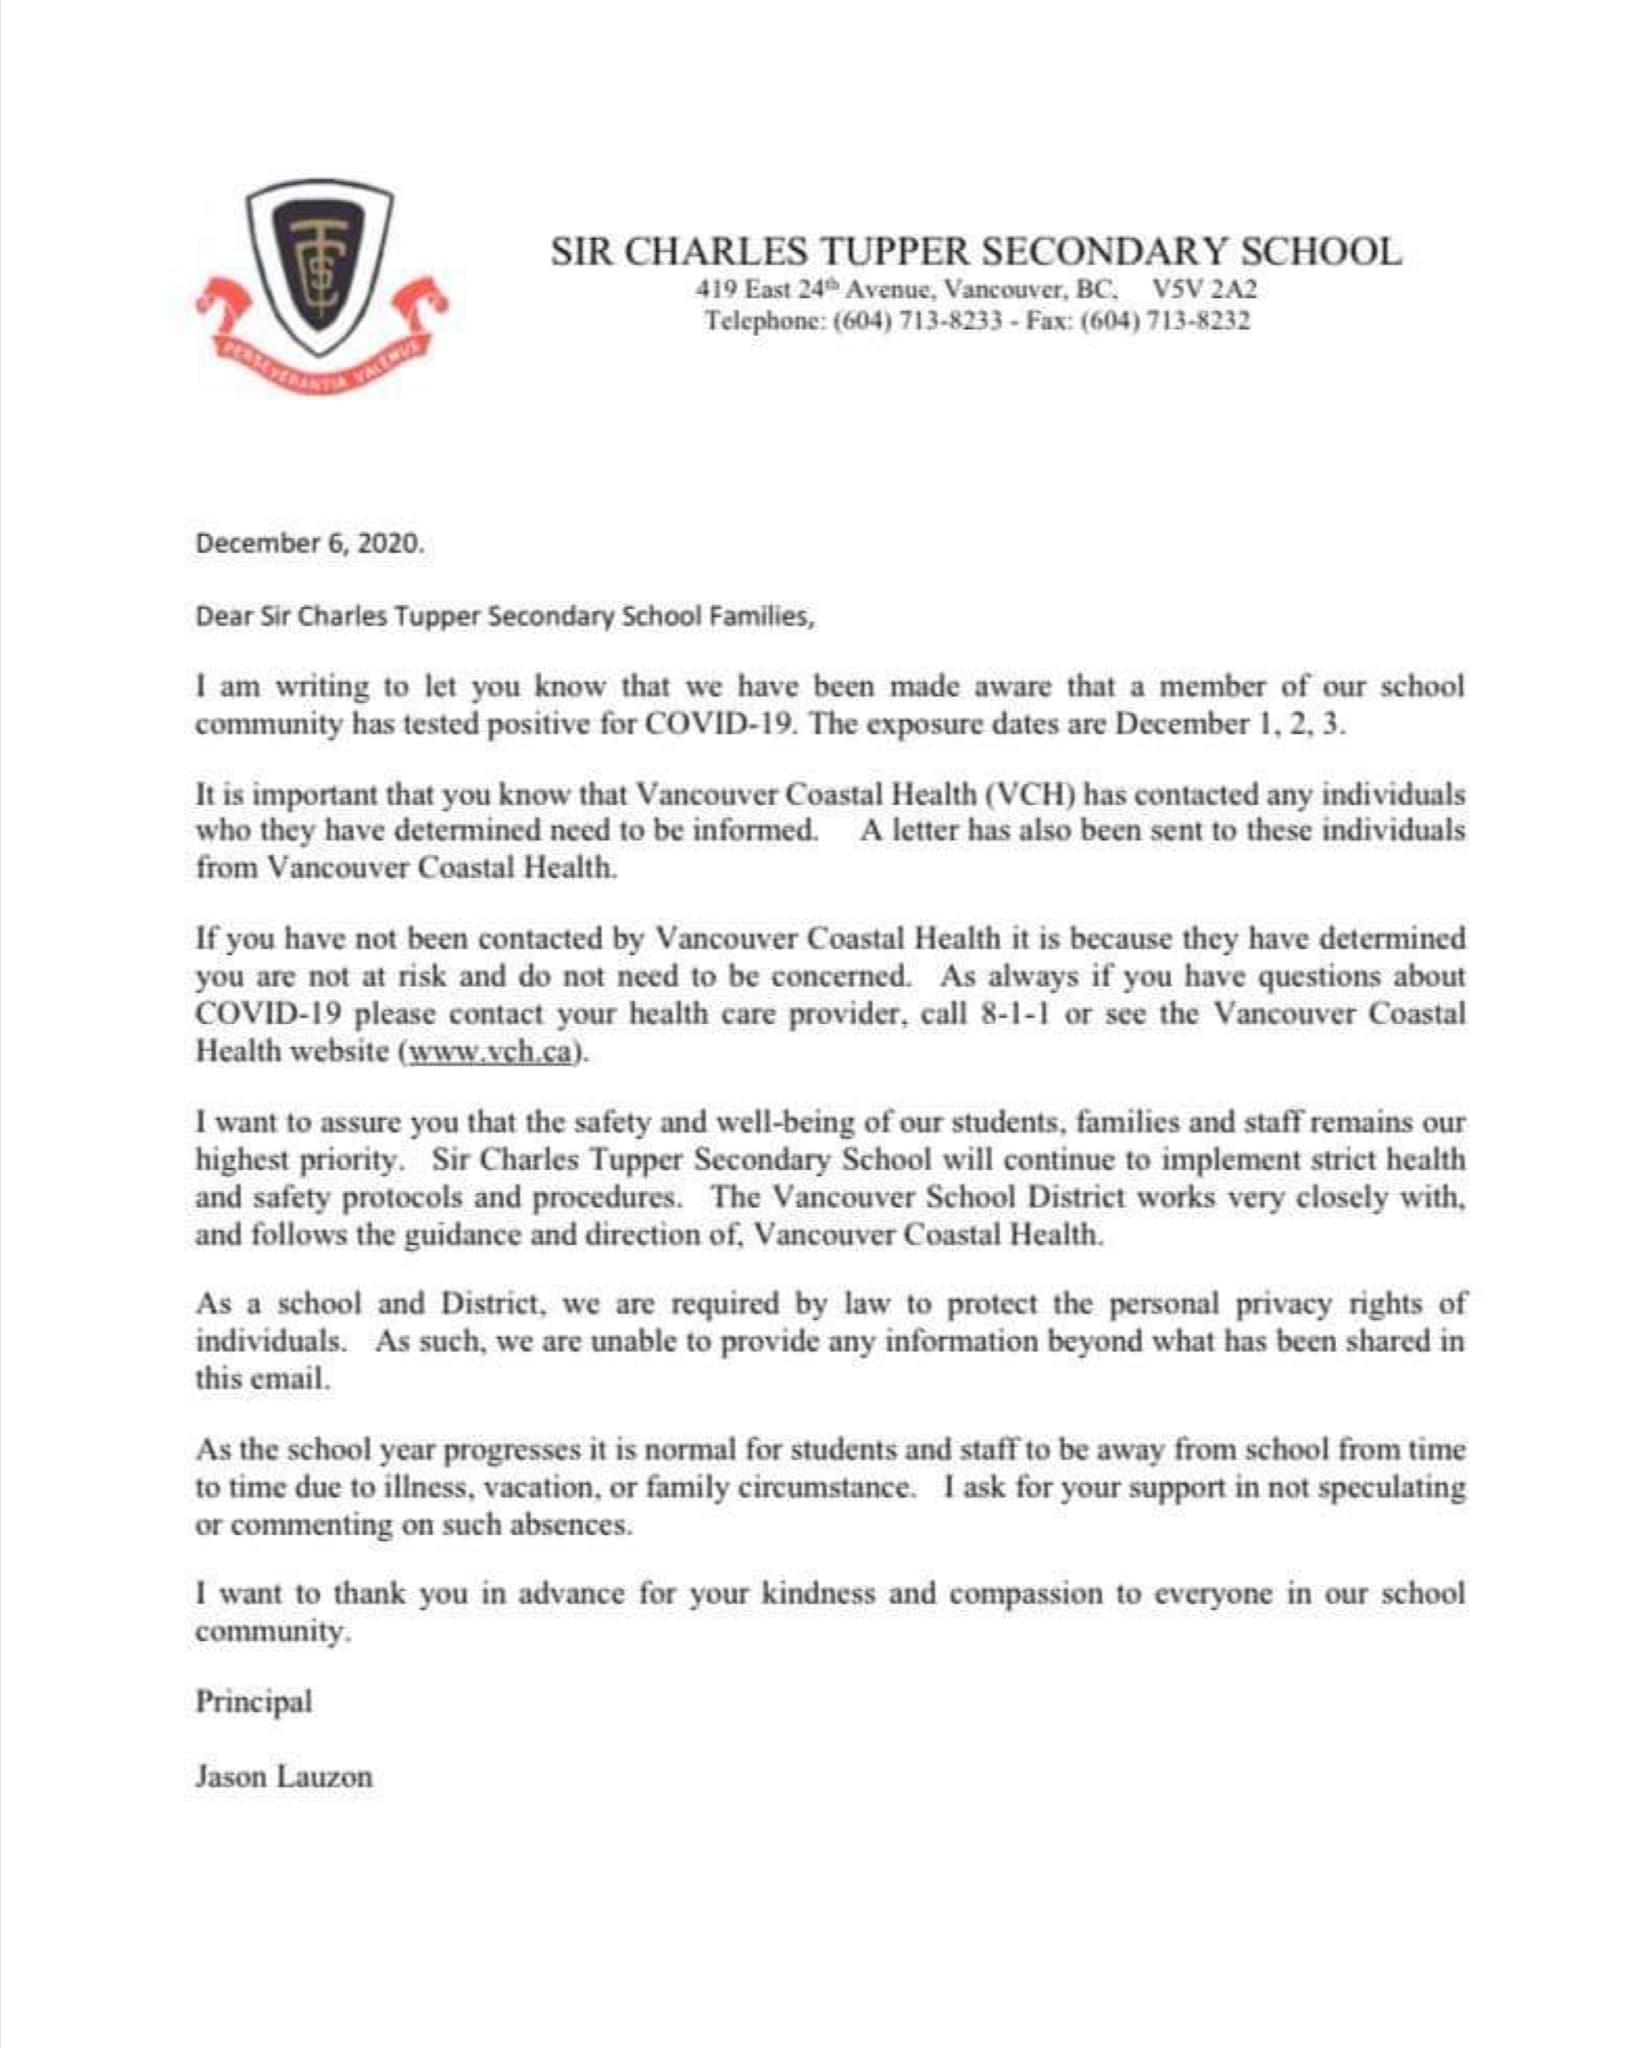 TCSTS
PERSEVERANTIA VALEMUS
SIR CHARLES TUPPER SECONDARY SCHOOL
419 East 24th Avenue, Vancouver, BC, V5V 2A2
Telephone: (604) 713-8233 - Fax: (604) 713-8232
December 6, 2020.
Dear Sir Charles Tupper Secondary School Families,
I am writing to let you know that we have been made aware that a member of our school
community has tested positive for COVID-19. The exposure dates are December 1, 2, 3.
It is important that you know that Vancouver Coastal Health (VCH) has contacted any individuals
who they have determined need to be informed. A letter has also been sent to these individuals
from Vancouver Coastal Health.
If you have not been contacted by Vancouver Coastal Health it is because they have determined
you are not at risk and do not need to be concerned. As always if you have questions about
COVID-19 please contact your health care provider, call 8-1-1 or see the Vancouver Coastal
Health website (www.vch.ca).
I want to assure you that the safety and well-being of our students, families and staff remains our
highest priority. Sir Charles Tupper Secondary School will continue to implement strict health
and safety protocols and procedures. The Vancouver School District works very closely with,
and follows the guidance and direction of, Vancouver Coastal Health.
As a school and District, we are required by law to protect the personal privacy rights of
individuals. As such, we are unable to provide any information beyond what has been shared in
this email.
As the school year progresses it is normal for students and staff to be away from school from time
to time due to illness, vacation, or family circumstance. I ask for your support in not speculating
or commenting on such absences.
I want to thank you in advance for your kindness and compassion to everyone in our school
community.
Principal
Jason Lauzon